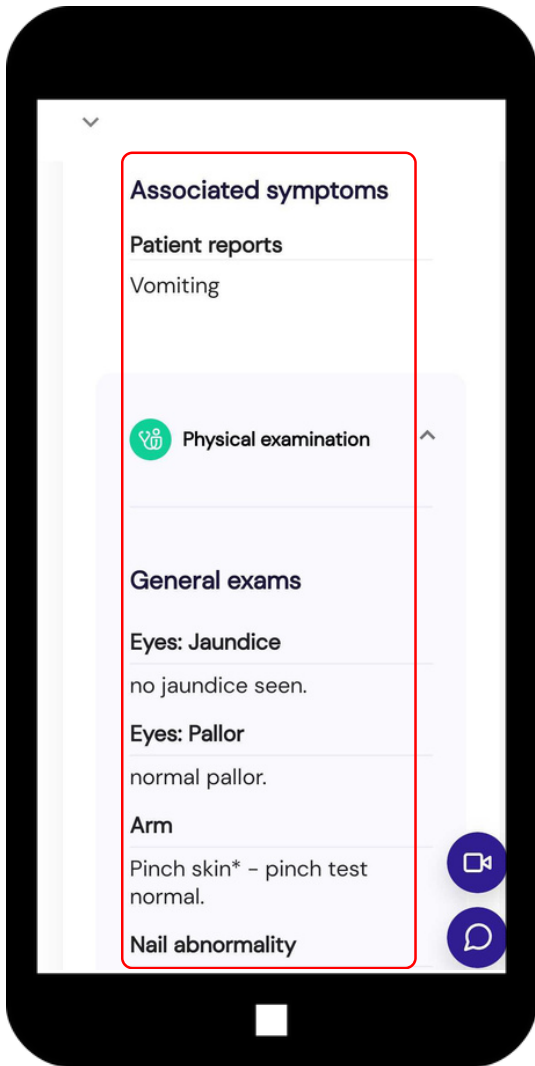 Associated symptoms
Patient reports
Vomiting
Physical examination
General exams
Eyes: Jaundice
no jaundice seen.
Eyes: Pallor
normal pallor.
Arm
Pinch skin* - pinch test
normal.
Nail abnormality